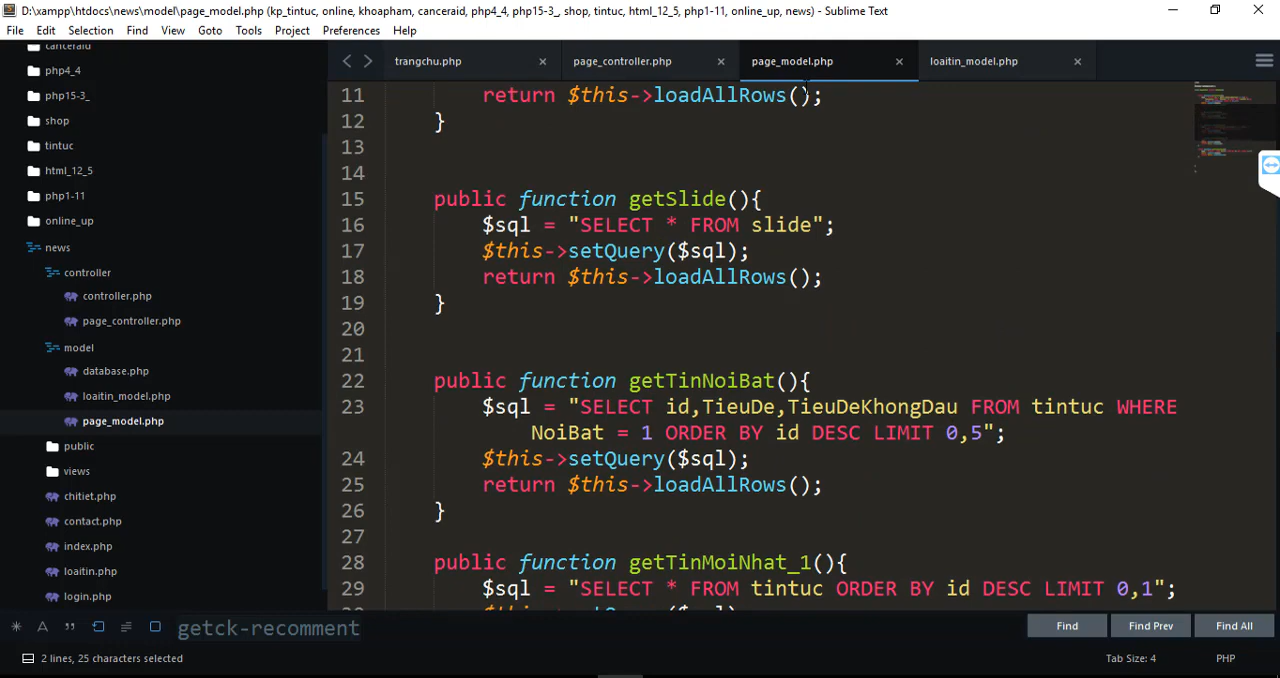 D:\xampp\htdocs\news\model\page_model.php (kp_tintuc, online, khoapham, canceraid, php4_4, php15-3_, shop, tintuc, html_12_5, php1-11, online_up, news) - Sublime Text
File Edit Selection Find View Goto Tools Project Preferences Help
canceraid
php4_4
php15-3_
shop
tintuc
html_12_5
php1-11
online_up
news
controller
controller.php
page_controller.php
model
database.php
loaitin_model.php
page_model.php
public
views
chitiet.php
contact.php
index.php
loaitin.php
login.php
trangchu.php page_controller.php page_model.php loaitin_model.php
11 return $this->loadAllRows();
12 }
13
14
15 public function getSlide(){
16 $sql = "SELECT * FROM slide";
17 $this->setQuery($sql);
18 return $this->loadAllRows();
19 }
20
21
22 public function getTinNoiBat(){
23 $sql = "SELECT id,TieuDe,TieuDeKhongDau FROM tintuc WHERE
NoiBat = 1 ORDER BY id DESC LIMIT 0,5";
24 $this->setQuery($sql);
25 return $this->loadAllRows();
26 }
27
28 public function getTinMoiNhat_1(){
29 $sql = "SELECT * FROM tintuc ORDER BY id DESC LIMIT 0,1";
getck-recomment Find Find Prev Find All
2 lines, 25 characters selected Tab Size: 4 PHP